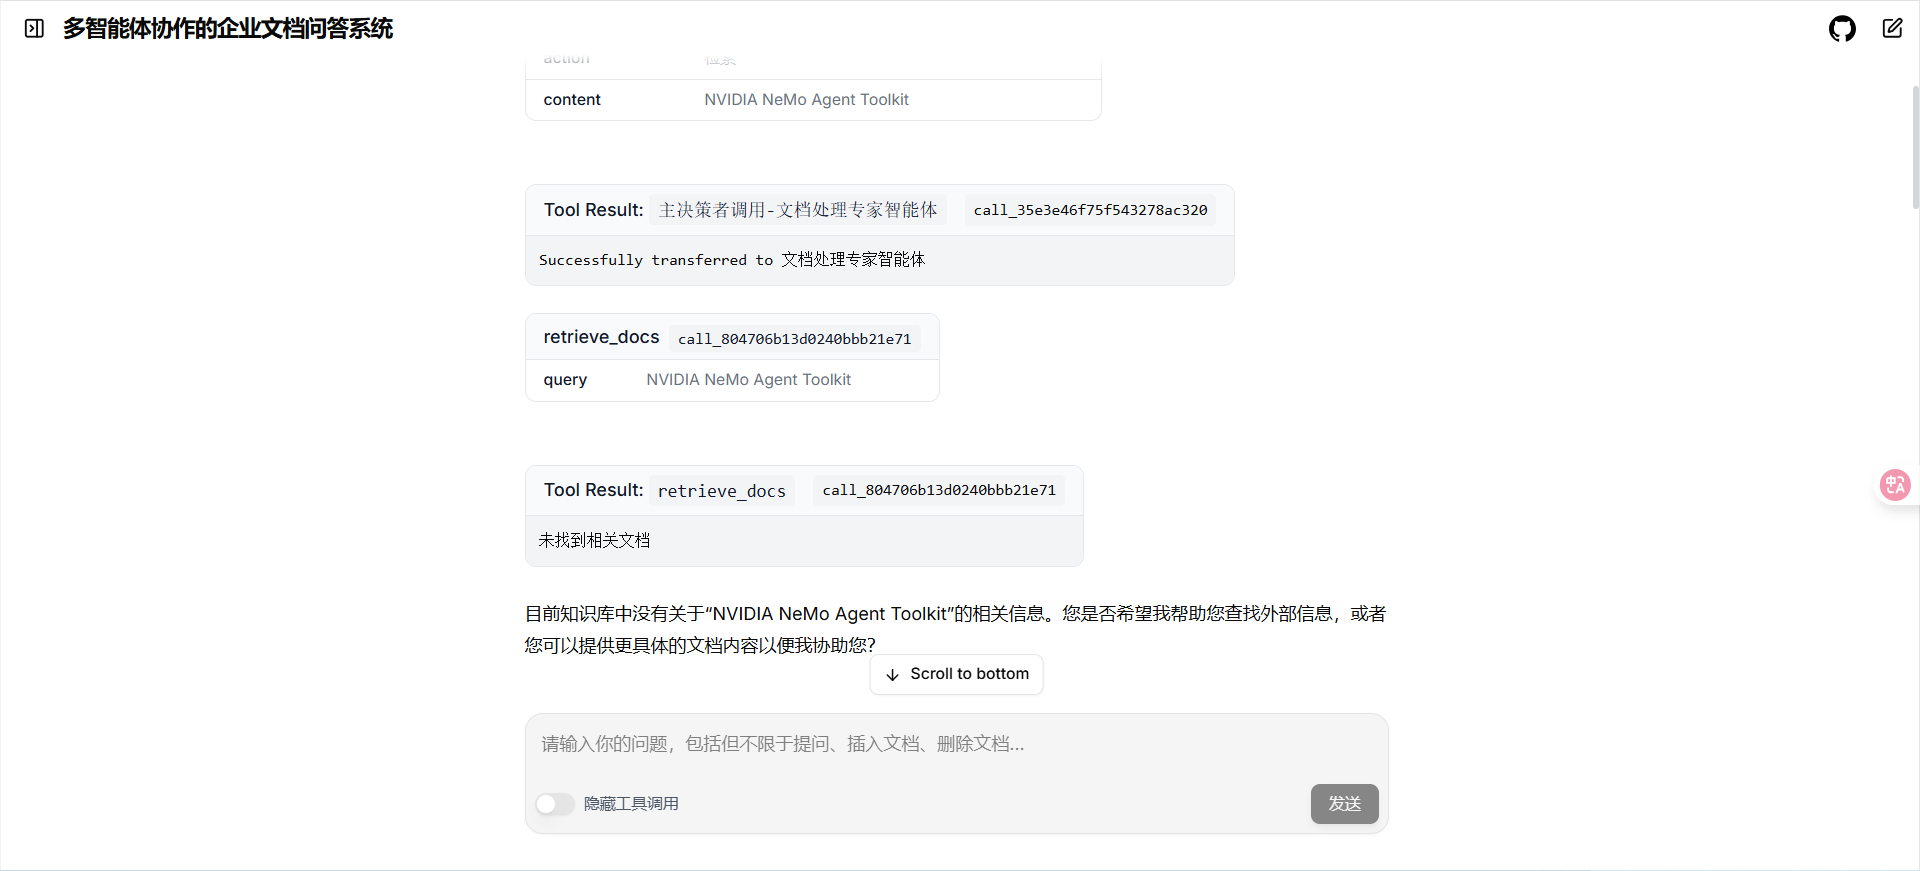 多智能体协作的企业文档问答系统
action 检索
content NVIDIA NeMo Agent Toolkit
Tool Result: 主决策者调用-文档处理专家智能体 call_35e3e46f75f543278ac320
Successfully transferred to 文档处理专家智能体
retrieve_docs call_804706b13d0240bbb21e71
query NVIDIA NeMo Agent Toolkit
Tool Result: retrieve_docs call_804706b13d0240bbb21e71
未找到相关文档
目前知识库中没有关于“NVIDIA NeMo Agent Toolkit”的相关信息。您是否希望我帮助您查找外部信息，或者
您可以提供更具体的文档内容以便我协助您？
Scroll to bottom
请输入你的问题，包括但不限于提问、插入文档、删除文档...
隐藏工具调用
发送